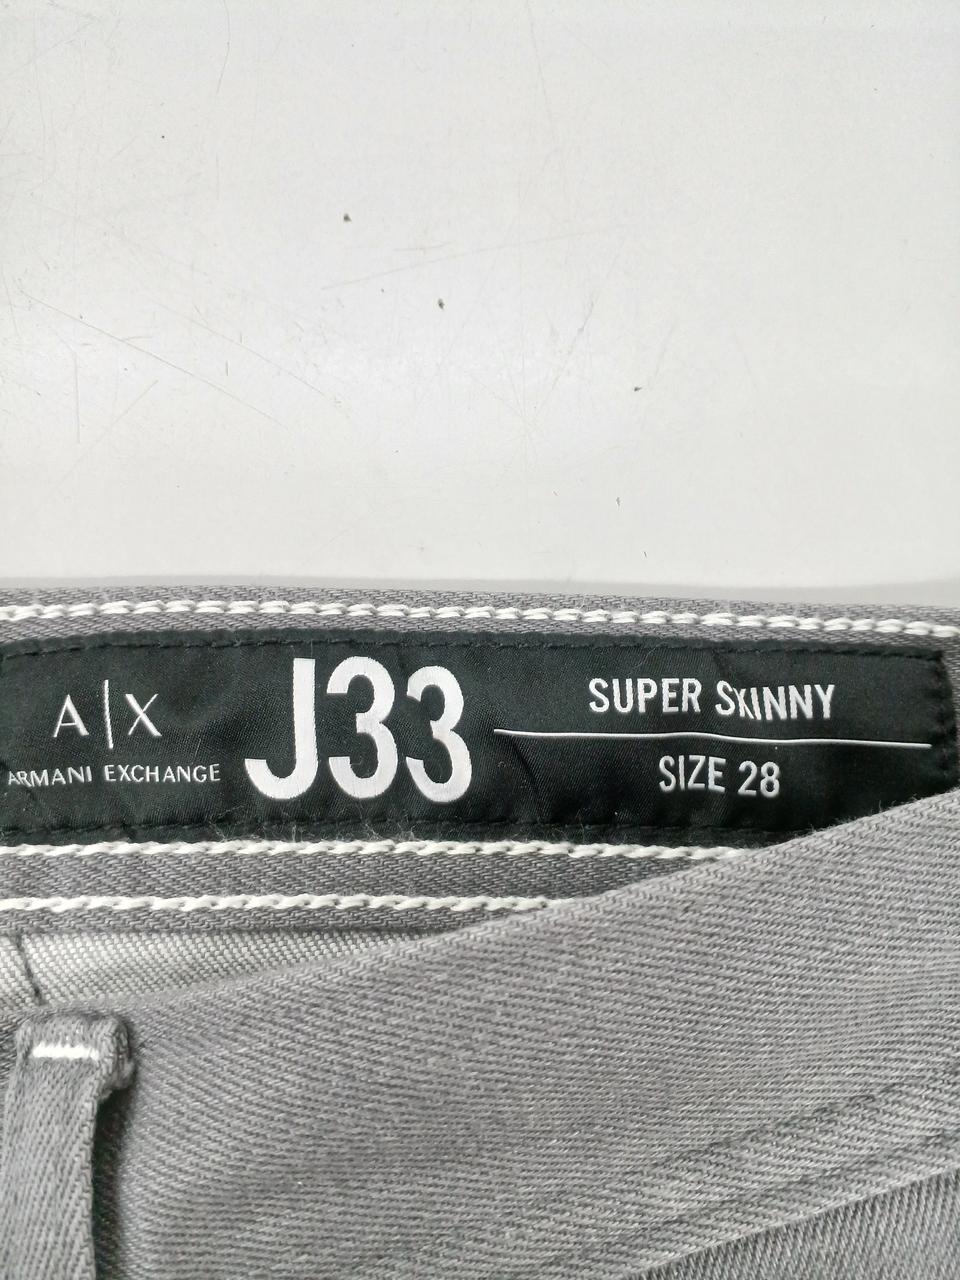 A|X
ARMANI EXCHANGE
J33
SUPER SKINNY
SIZE 28